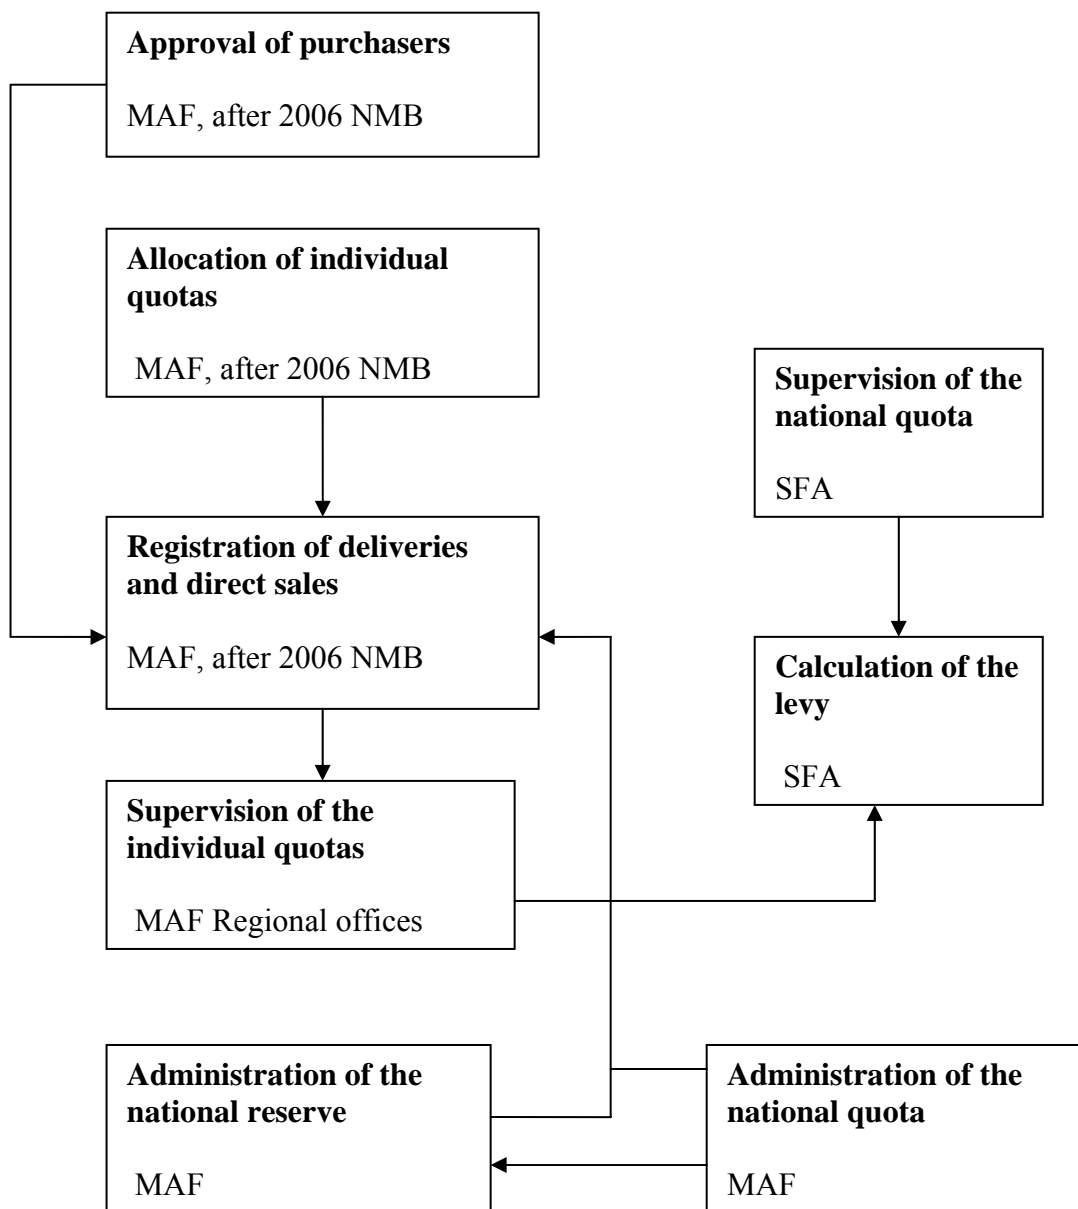 Approval of purchasers
MAF, after 2006 NMB
Allocation of individual
quotas
MAF, after 2006 NMB
Supervision of the
national quota
SFA
Registration of deliveries
and direct sales
MAF, after 2006 NMB
Calculation of the
levy
SFA
Supervision of the
individual quotas
MAF Regional offices
Administration of the
national reserve
MAF
Administration of the
national quota
MAF